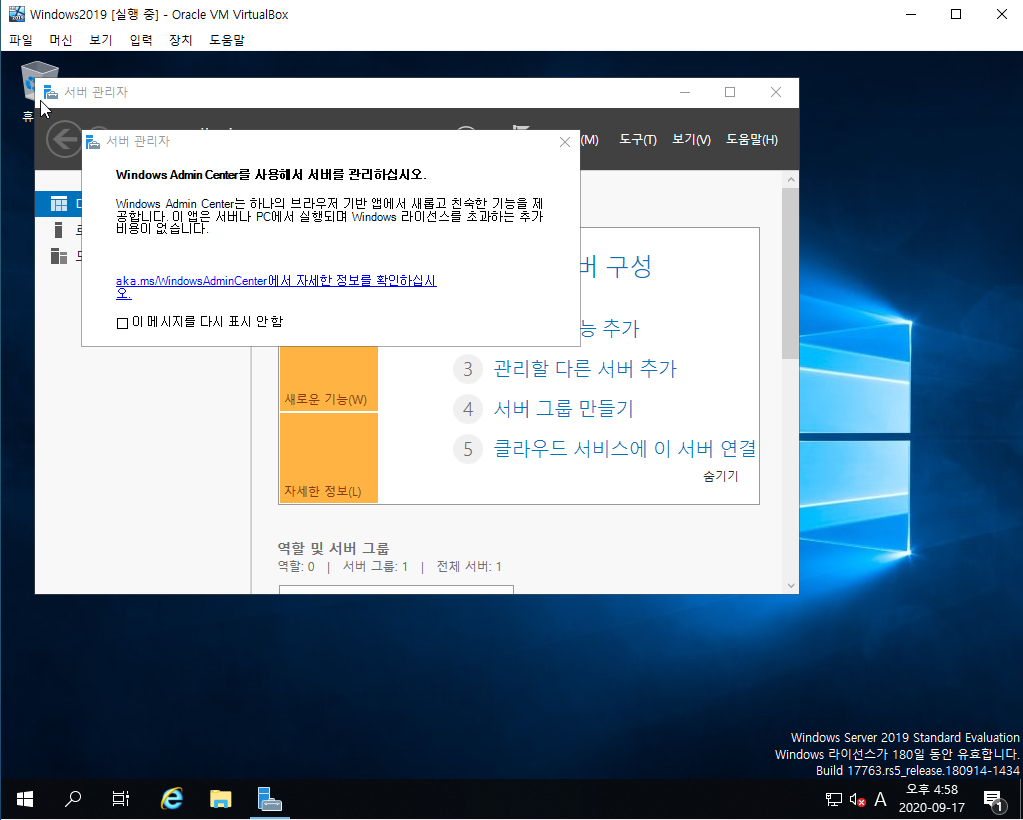 Windows2019 [실행 중] - Oracle VM VirtualBox
파일 머신 보기 입력 장치 도움말
휴
서버 관리자
(M) 도구(T) 보기(V) 도움말(H)
서버 관리자
Windows Admin Center를 사용해서 서버를 관리하십시오.
Windows Admin Center는 하나의 브라우저 기반 앱에서 새롭고 친숙한 기능을 제
공합니다. 이 앱은 서버나 PC에서 실행되며 Windows 라이선스를 초과하는 추가
비용이 없습니다.
aka.ms/WindowsAdminCenter에서 자세한 정보를 확인하십시
오.
이 메시지를 다시 표시 안 함
버 구성
능 추가
3 관리할 다른 서버 추가
4 서버 그룹 만들기
5 클라우드 서비스에 이 서버 연결
새로운 기능(W)
자세한 정보(L)
숨기기
역할 및 서버 그룹
역할: 0 | 서버 그룹: 1 | 전체 서버: 1
Windows Server 2019 Standard Evaluation
Windows 라이선스가 180일 동안 유효합니다.
Build 17763.rs5_release.180914-1434
A
오후 4:58
2020-09-17
1